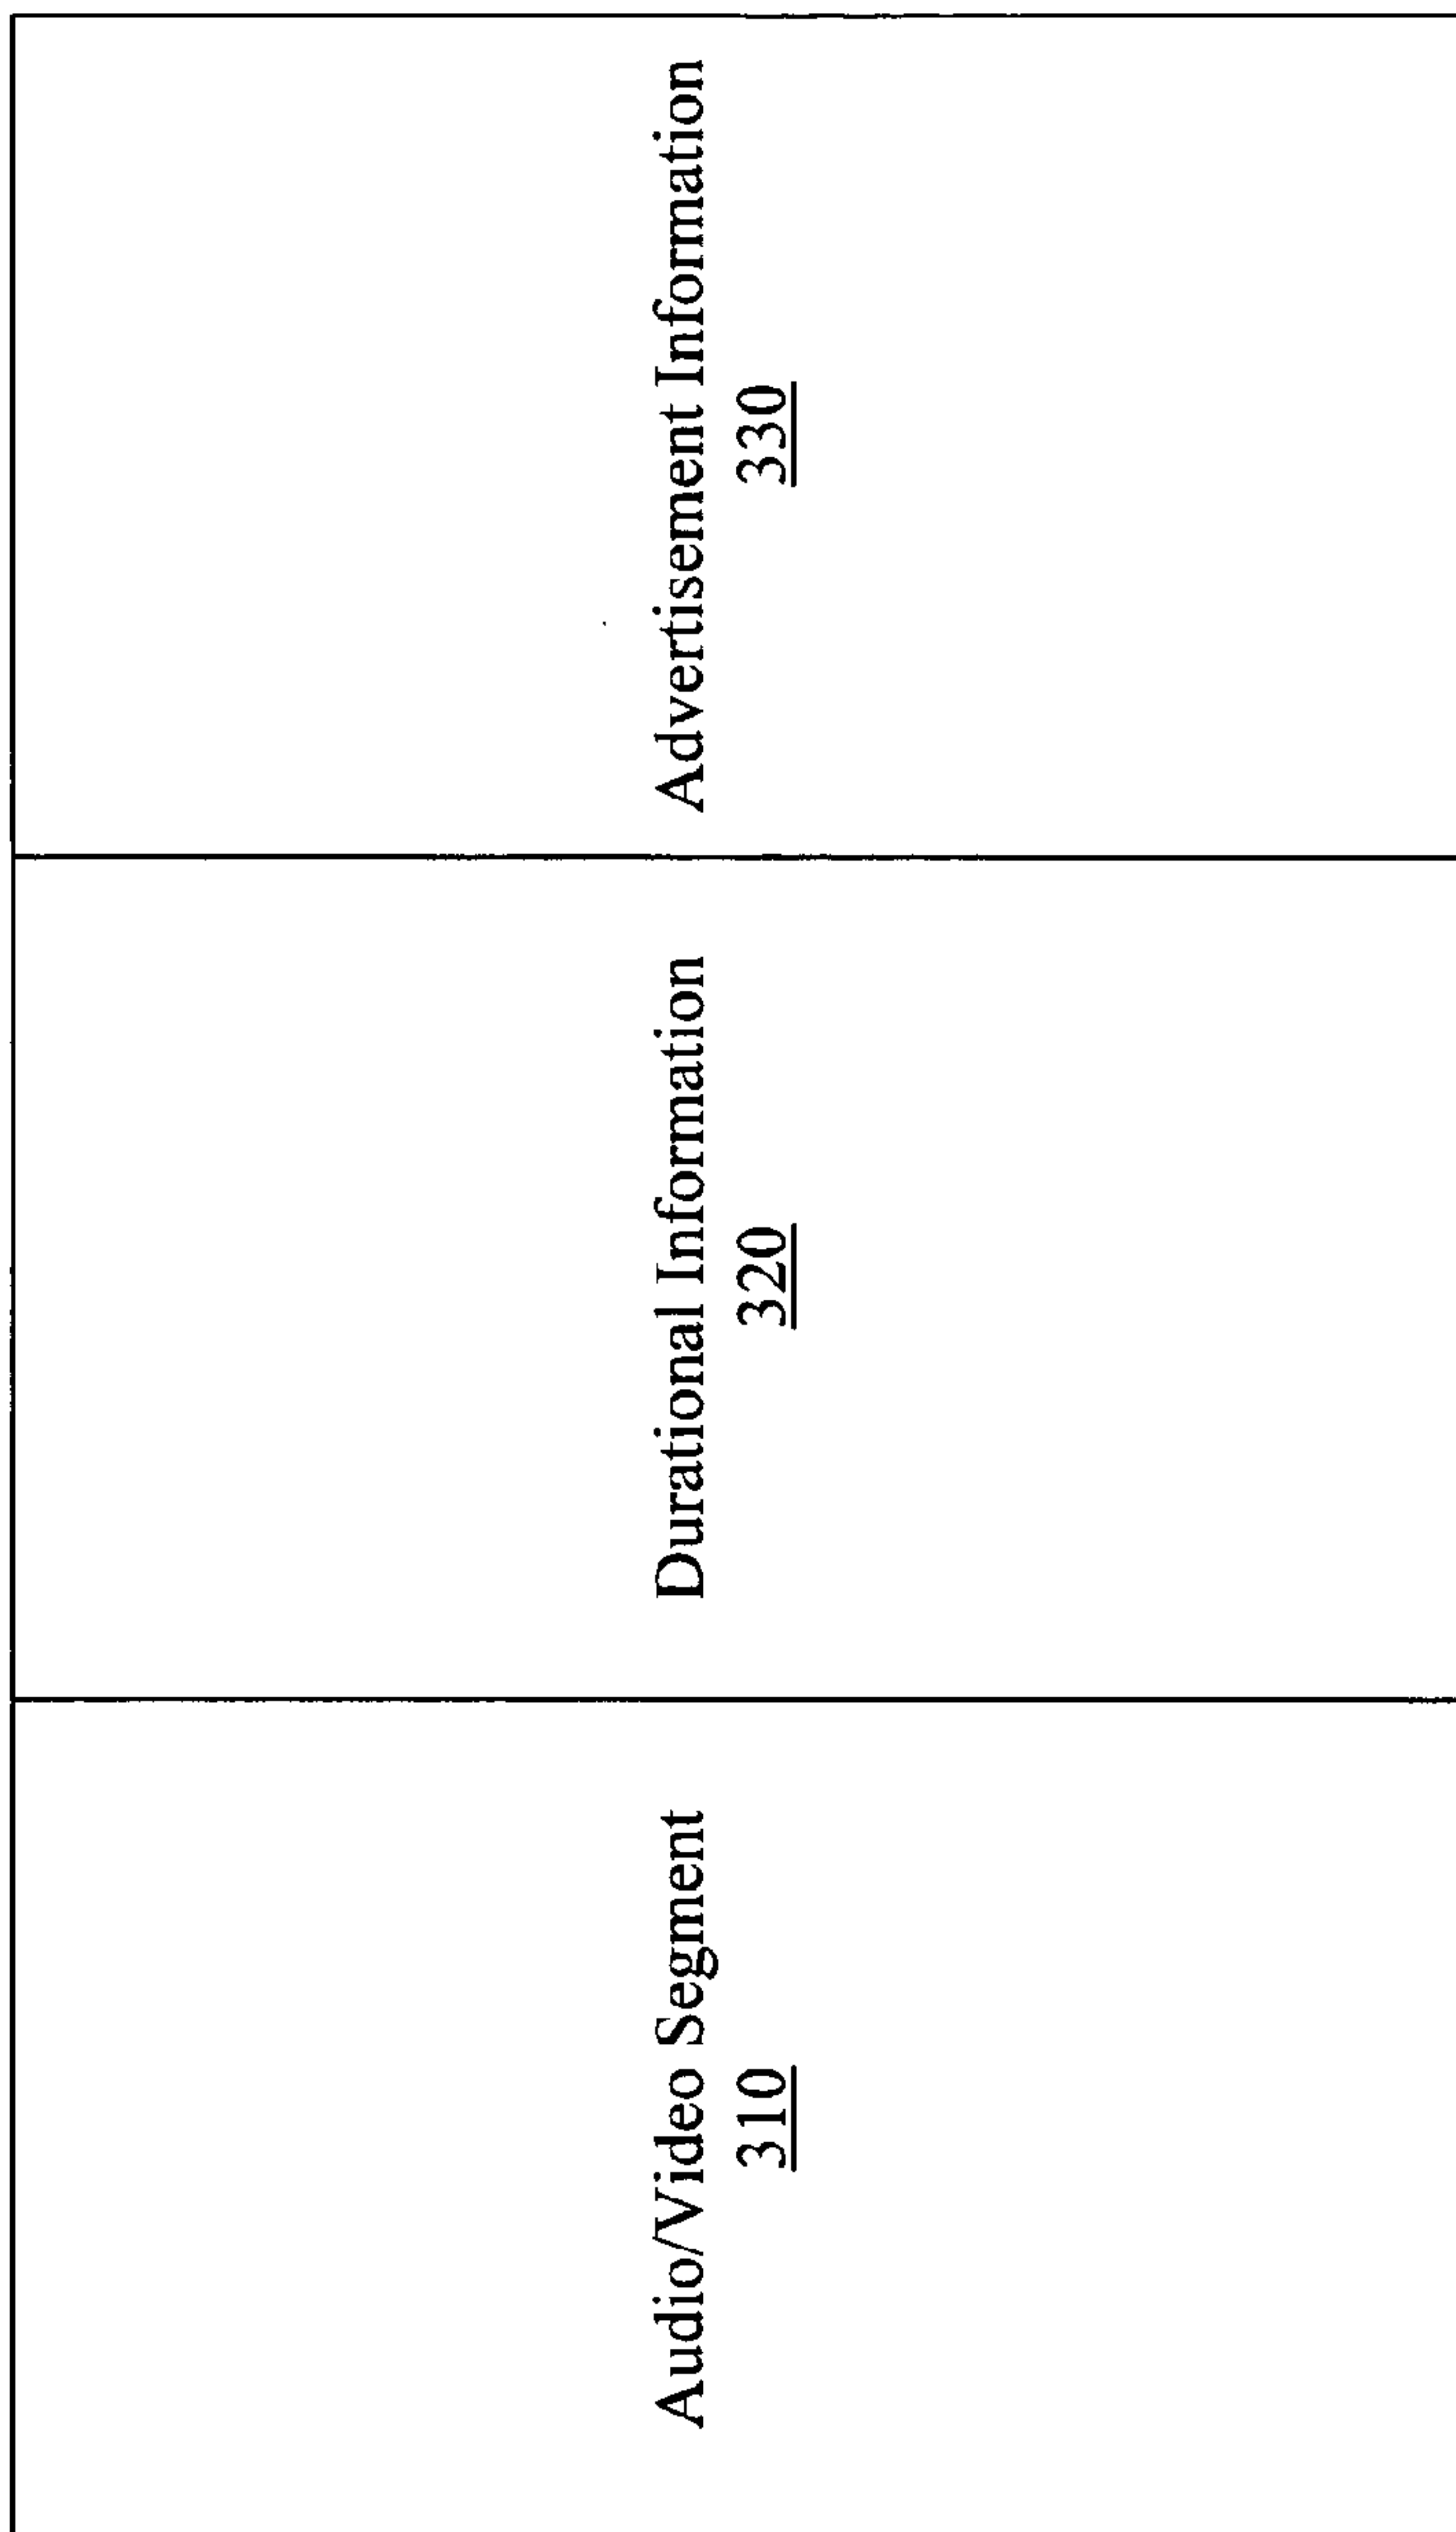 Audio/Video Segment
310
Durational Information
320
Advertisement Information
330